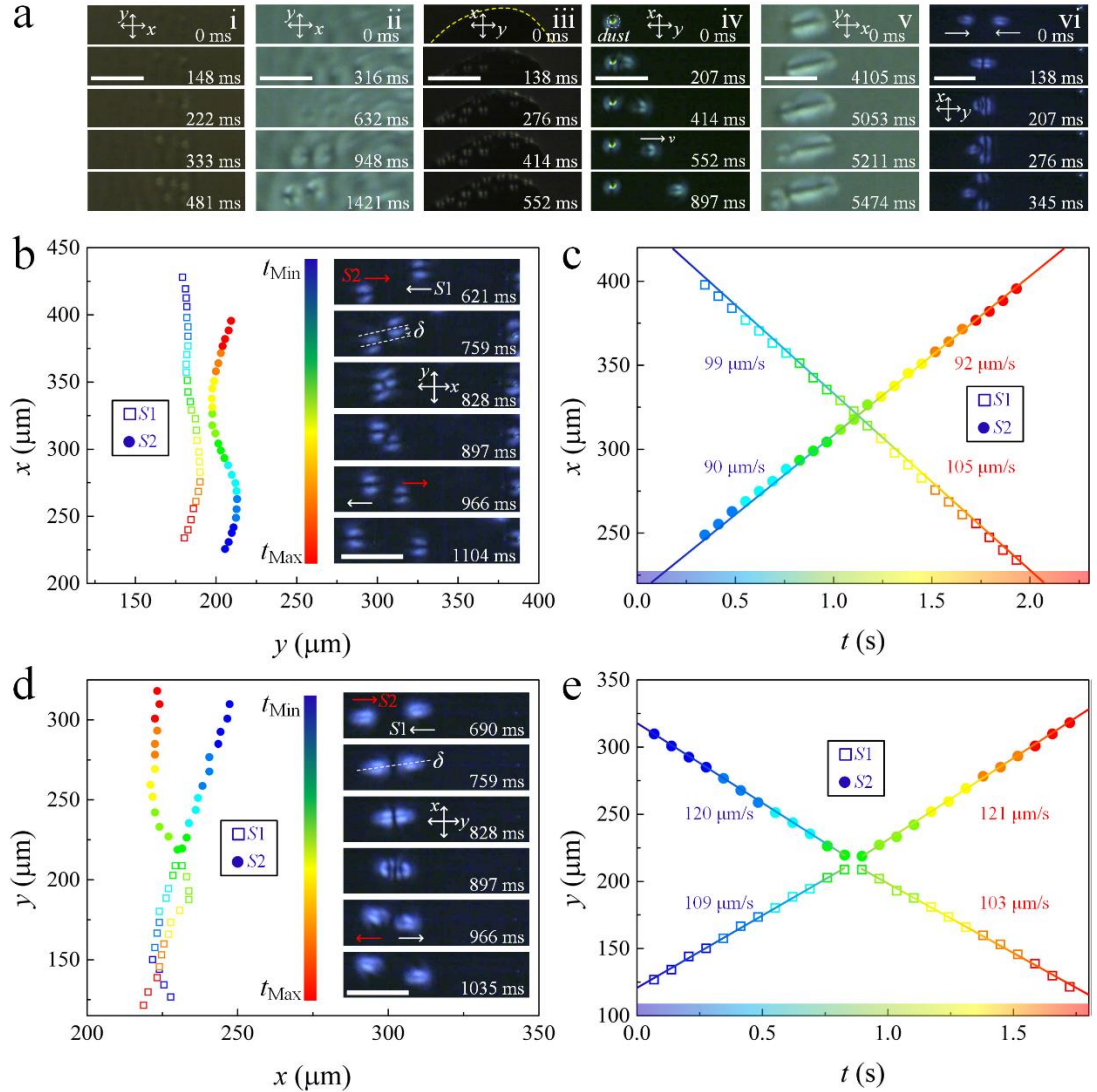 a
i
y
x
0 ms
148 ms
222 ms
333 ms
481 ms
ii
y
x
0 ms
316 ms
632 ms
948 ms
1421 ms
iii
x
y
0 ms
138 ms
276 ms
414 ms
552 ms
iv
x
y
dust
0 ms
207 ms
414 ms
v
552 ms
897 ms
v
y
x
0 ms
4105 ms
5053 ms
5211 ms
5474 ms
vi
0 ms
138 ms
x
y
207 ms
276 ms
345 ms
b
450
400
350
300
250
200
x (μm)
150
200
250
300
350
400
y (μm)
S1
S2
tMin
tMax
S2
S1
621 ms
δ
759 ms
y
x
828 ms
897 ms
966 ms
1104 ms
c
400
350
300
250
x (μm)
0.0
0.5
1.0
1.5
2.0
t (s)
99 μm/s
92 μm/s
S1
S2
90 μm/s
105 μm/s
d
300
250
200
150
y (μm)
200
250
300
350
x (μm)
S1
S2
tMin
tMax
S2
S1
690 ms
δ
759 ms
x
y
828 ms
897 ms
966 ms
1035 ms
e
350
300
250
200
150
100
y (μm)
0.0
0.5
1.0
1.5
t (s)
S1
S2
120 μm/s
121 μm/s
109 μm/s
103 μm/s